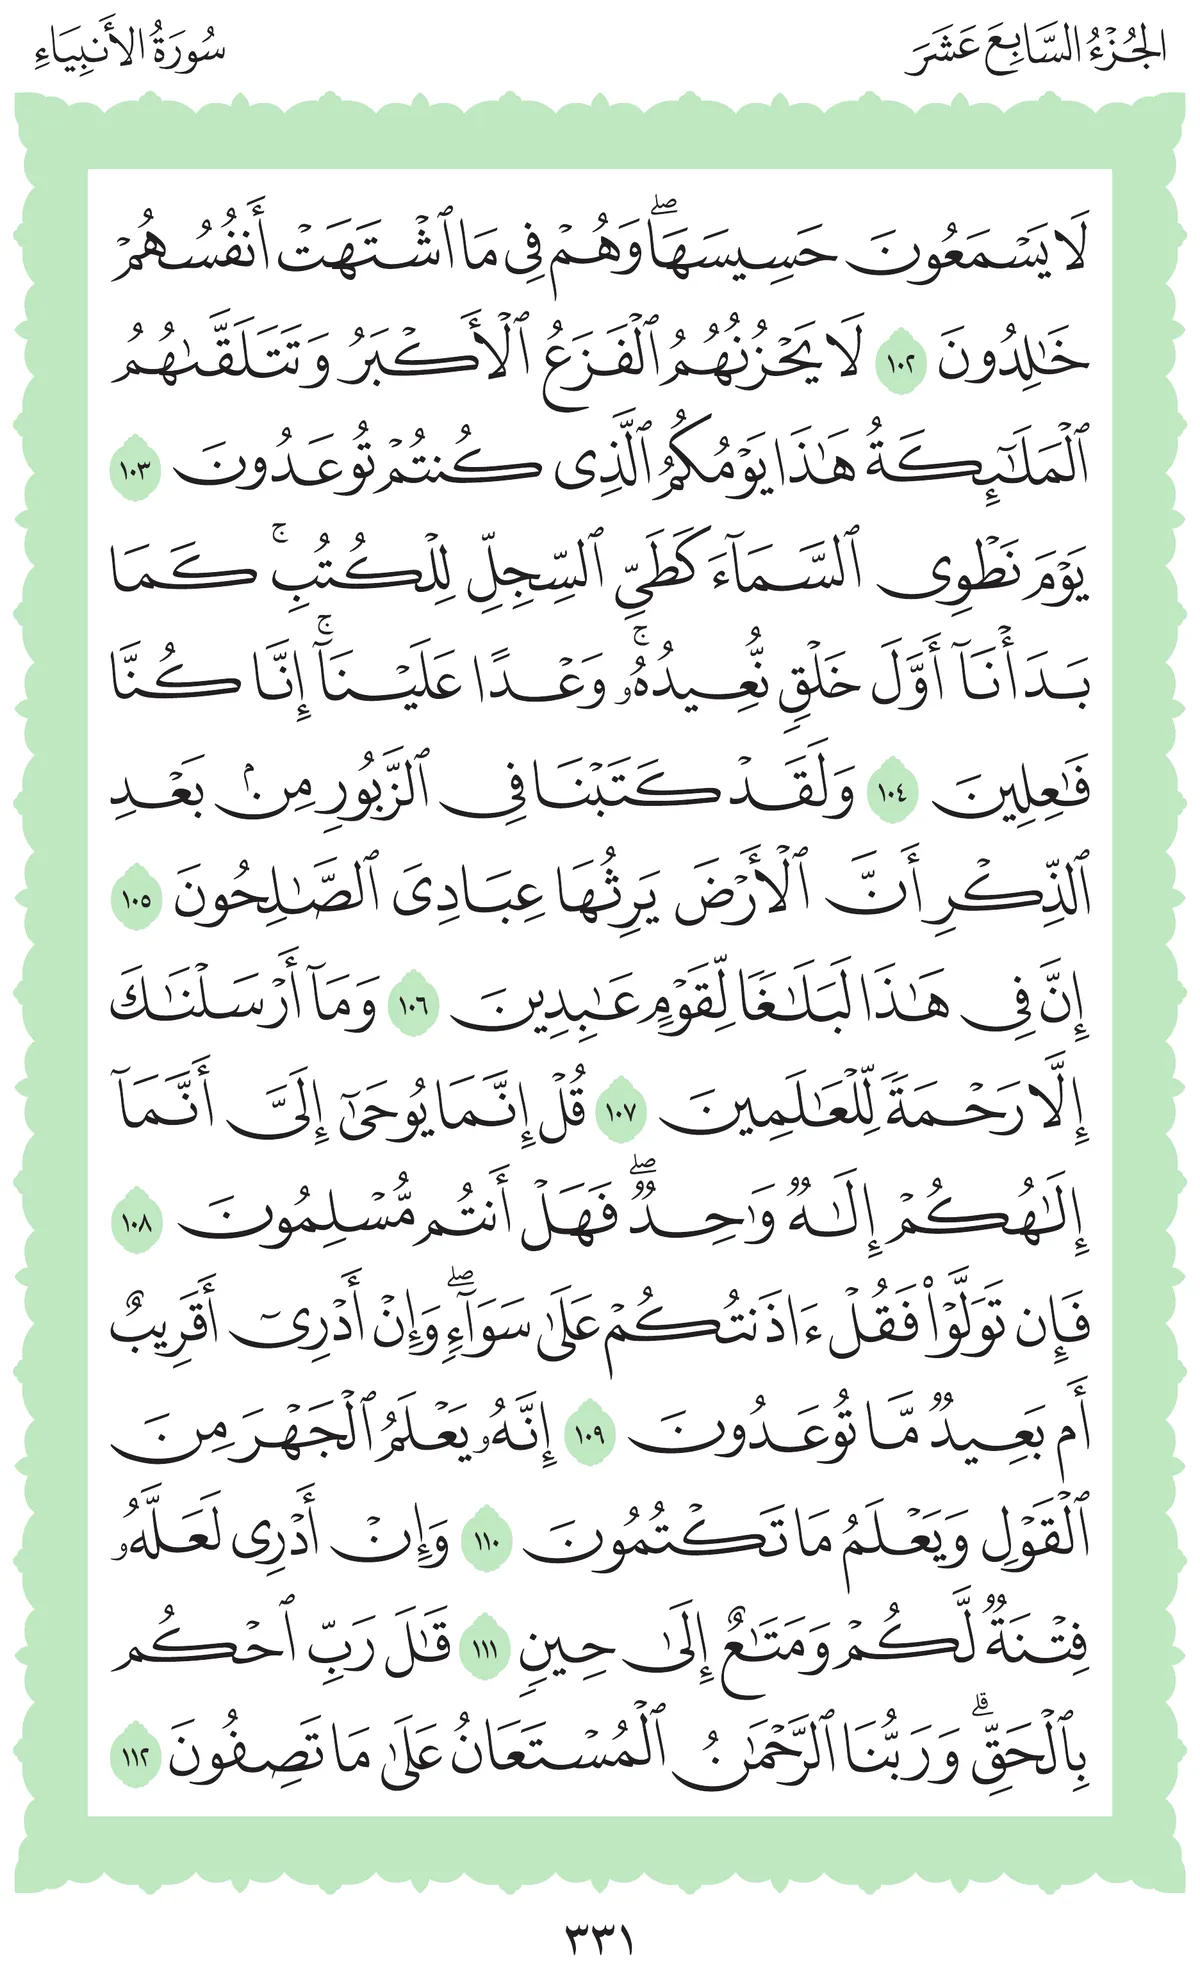 الجُزْءُ السَّابِعَ عَشَرَ
سُورَةُ الأَنبِيَاءِ
لَا يَسْمَعُونَ حَسِيسَهَاۖ وَهُمْ فِي مَا ٱشْتَهَتْ أَنفُسُهُمْ
خَـٰلِدُونَ ١٠٢ لَا يَحْزُنُهُمُ ٱلْفَزَعُ ٱلْأَكْبَرُ وَتَتَلَقَّىٰهُمُ
ٱلْمَلَـٰٓئِكَةُ هَـٰذَا يَوْمُكُمُ ٱلَّذِى كُنتُمْ تُوعَدُونَ ١٠٣
يَوْمَ نَطْوِى ٱلسَّمَآءَ كَطَىِّ ٱلسِّجِلِّ لِلْكُتُبِۚ كَمَا
بَدَأْنَآ أَوَّلَ خَلْقٍ نُّعِيدُهُۥۚ وَعْدًا عَلَيْنَآۚ إِنَّا كُنَّا
فَـٰعِلِينَ ١٠٤ وَلَقَدْ كَتَبْنَا فِى ٱلزَّبُورِ مِنۢ بَعْدِ
ٱلذِّكْرِ أَنَّ ٱلْأَرْضَ يَرِثُهَا عِبَادِىَ ٱلصَّـٰلِحُونَ ١٠٥
إِنَّ فِى هَـٰذَا لَبَلَـٰغًا لِّقَوْمٍ عَـٰبِدِينَ ١٠٦ وَمَآ أَرْسَلْنَـٰكَ
إِلَّا رَحْمَةً لِّلْعَـٰلَمِينَ ١٠٧ قُلْ إِنَّمَا يُوحَىٰٓ إِلَىَّ أَنَّمَآ
إِلَـٰهُكُمْ إِلَـٰهٌ وَٰحِدٌۖ فَهَلْ أَنتُم مُّسْلِمُونَ ١٠٨
فَإِن تَوَلَّوْا۟ فَقُلْ ءَاذَنتُكُمْ عَلَىٰ سَوَآءٍۖ وَإِنْ أَدْرِىٓ أَقَرِيبٌ
أَم بَعِيدٌ مَّا تُوعَدُونَ ١٠٩ إِنَّهُۥ يَعْلَمُ ٱلْجَهْرَ مِنَ
ٱلْقَوْلِ وَيَعْلَمُ مَا تَكْتُمُونَ ١١٠ وَإِنْ أَدْرِى لَعَلَّهُۥ
فِتْنَةٌ لَّكُمْ وَمَتَـٰعٌ إِلَىٰ حِينٍ ١١١ قَـٰلَ رَبِّ ٱحْكُم
بِٱلْحَقِّۗ وَرَبُّنَا ٱلرَّحْمَـٰنُ ٱلْمُسْتَعَانُ عَلَىٰ مَا تَصِفُونَ ١١٢
٣٣١